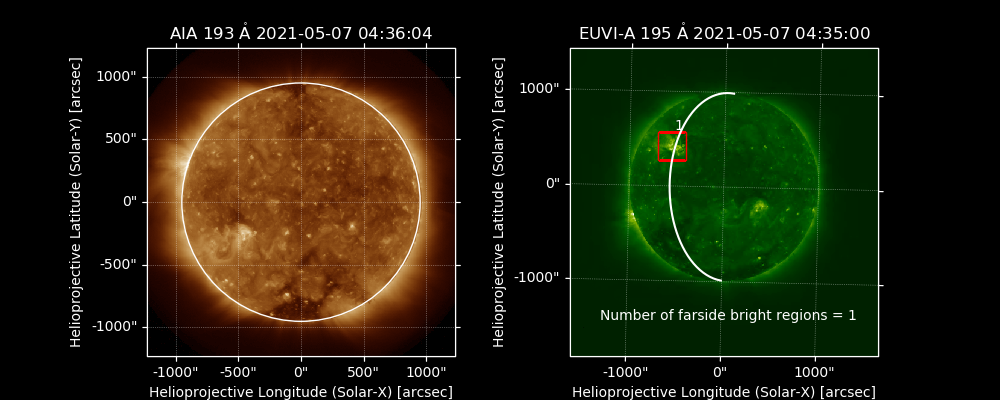 AIA 193 Å 2021-05-07 04:36:04
Helioprojective Latitude (Solar-Y) [arcsec]
1000"
500"
0"
-500"
-1000"
-1000" -500" 0" 500" 1000"
Helioprojective Longitude (Solar-X) [arcsec]
EUVI-A 195 Å 2021-05-07 04:35:00
Helioprojective Latitude (Solar-Y) [arcsec]
1000"
0"
-1000"
1
Number of farside bright regions = 1
-1000" 0" 1000"
Helioprojective Longitude (Solar-X) [arcsec]